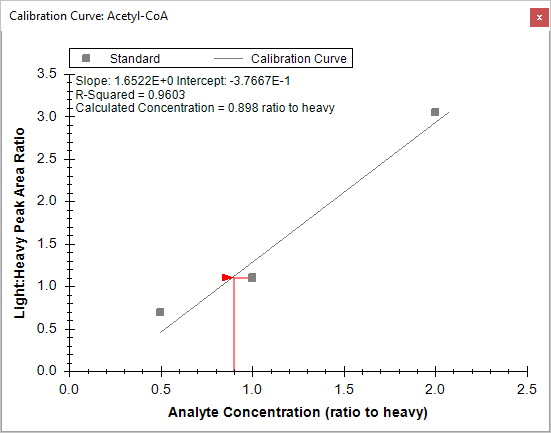 Calibration Curve: Acetyl-CoA
x
Standard Calibration Curve
Slope: 1.6522E+0 Intercept: -3.7667E-1
R-Squared = 0.9603
Calculated Concentration = 0.898 ratio to heavy
Light:Heavy Peak Area Ratio
3.5
3.0
2.5
2.0
1.5
1.0
0.5
0.0
0.0 0.5 1.0 1.5 2.0 2.5
Analyte Concentration (ratio to heavy)